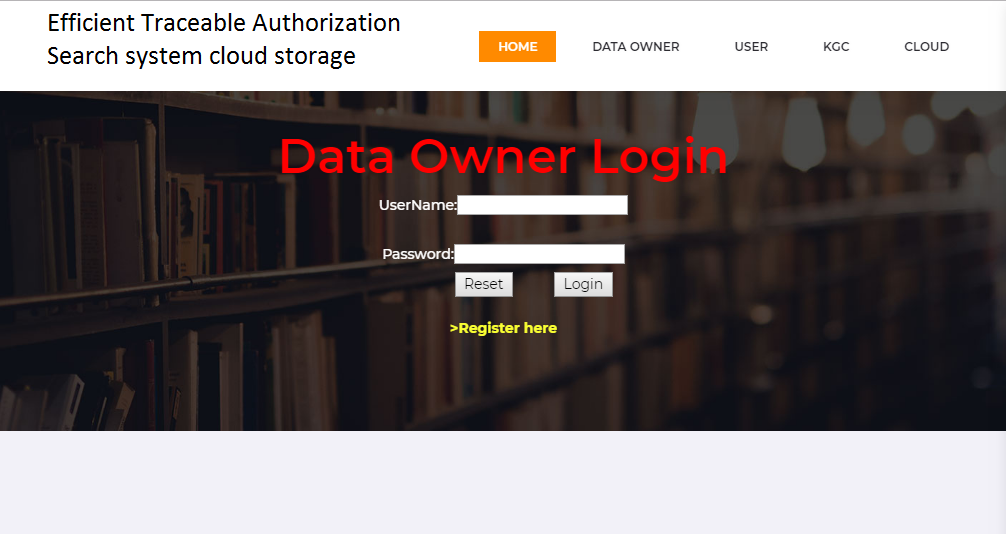 Efficient Traceable Authorization
Search system cloud storage
HOME DATA OWNER USER KGC CLOUD
Data Owner Login
UserName:
Password:
Reset Login
>Register here